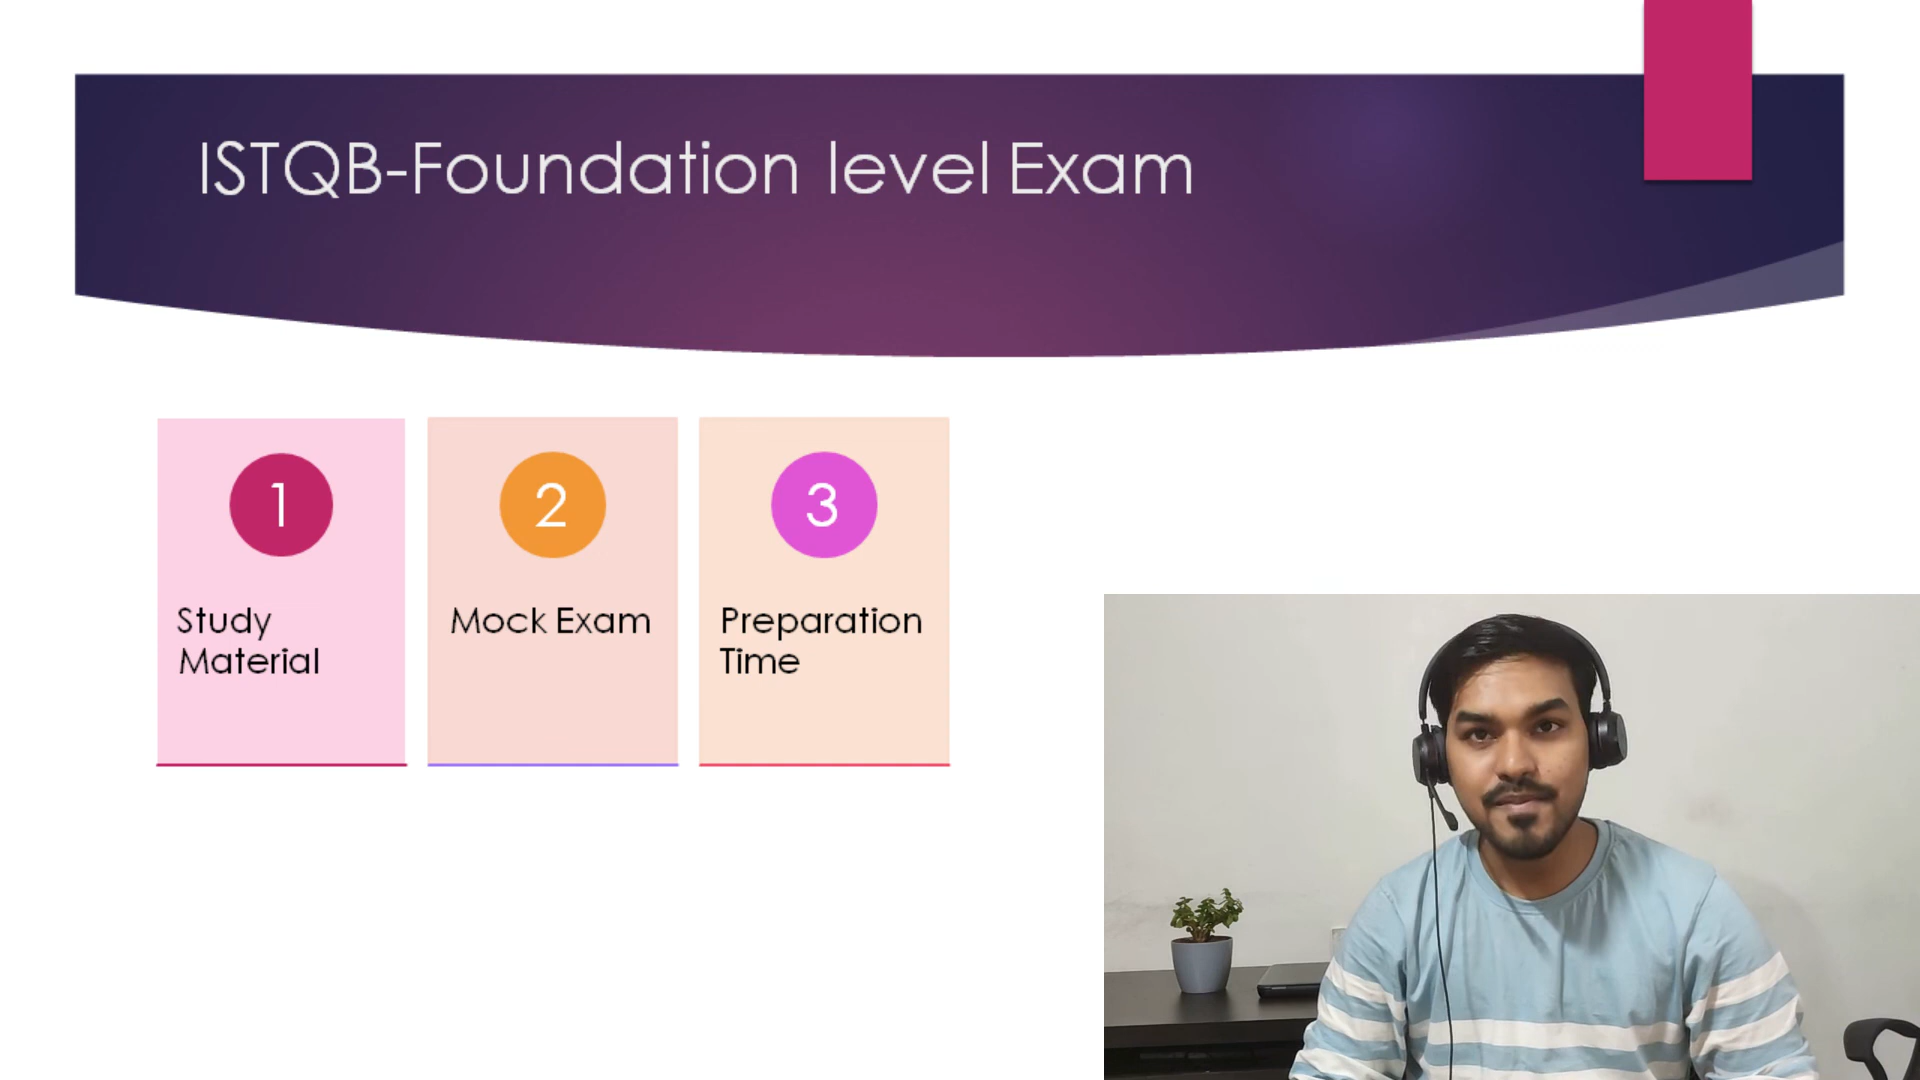 ISTQB-Foundation level Exam
1
Study
Material
2
Mock Exam
3
Preparation
Time